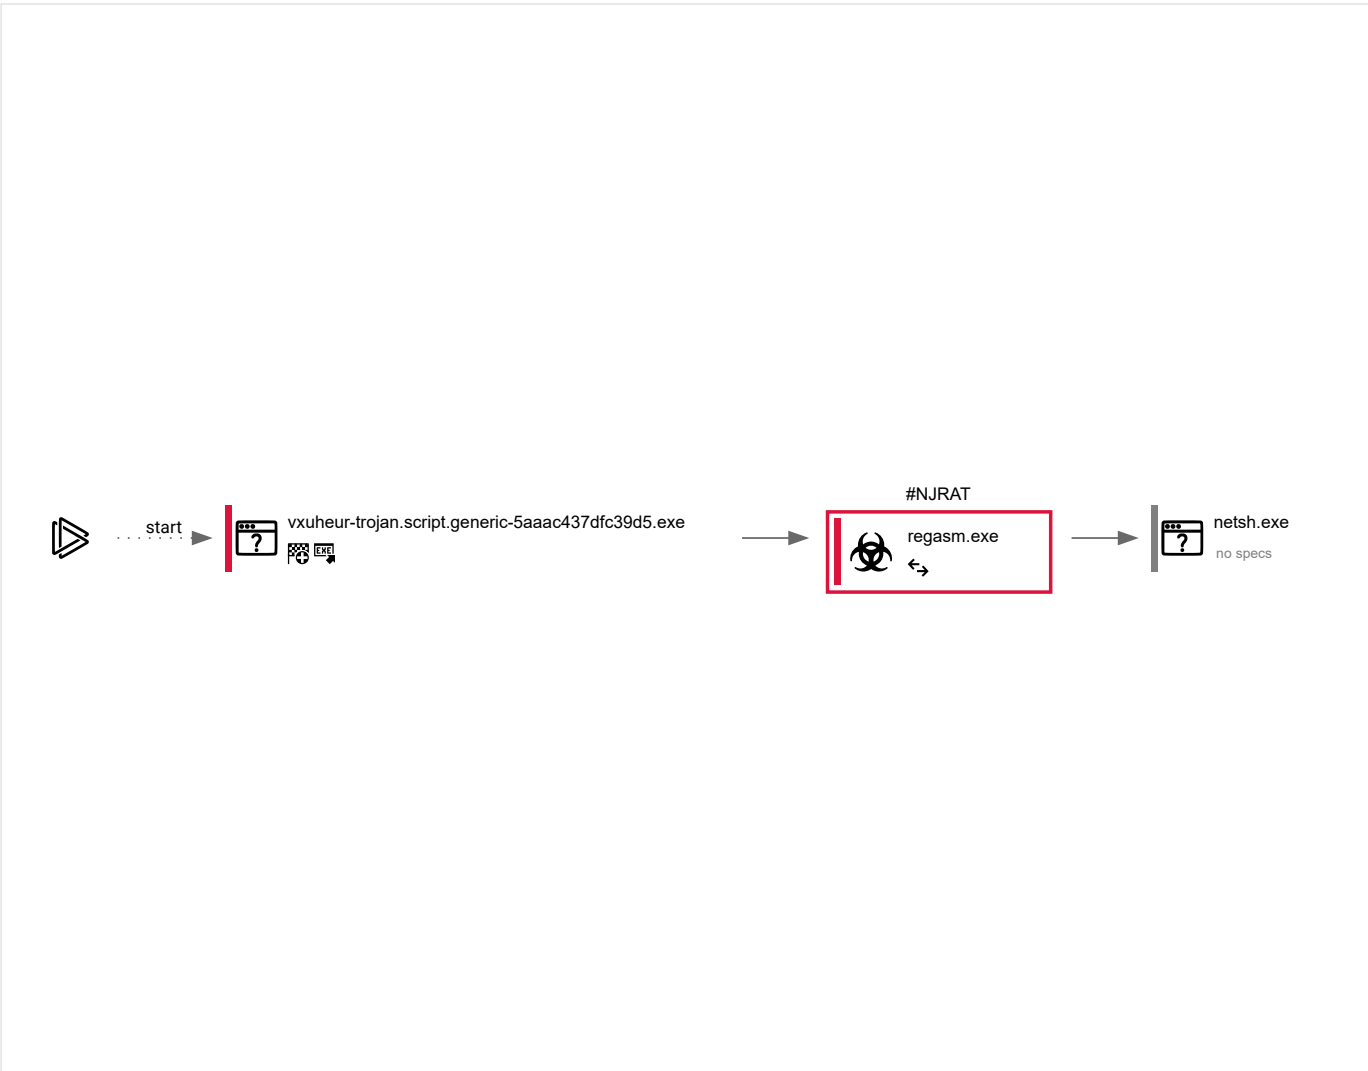 start
vxuheur-trojan.script.generic-5aaac437dfc39d5.exe
EXE
#NJRAT
regasm.exe
netsh.exe
no specs